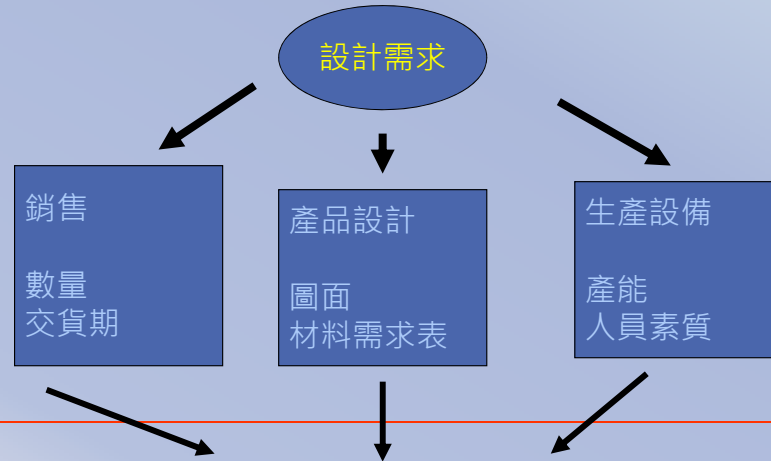 設計需求
銷售
數量
交貨期
產品設計
圖面
材料需求表
生產設備
產能
人員素質